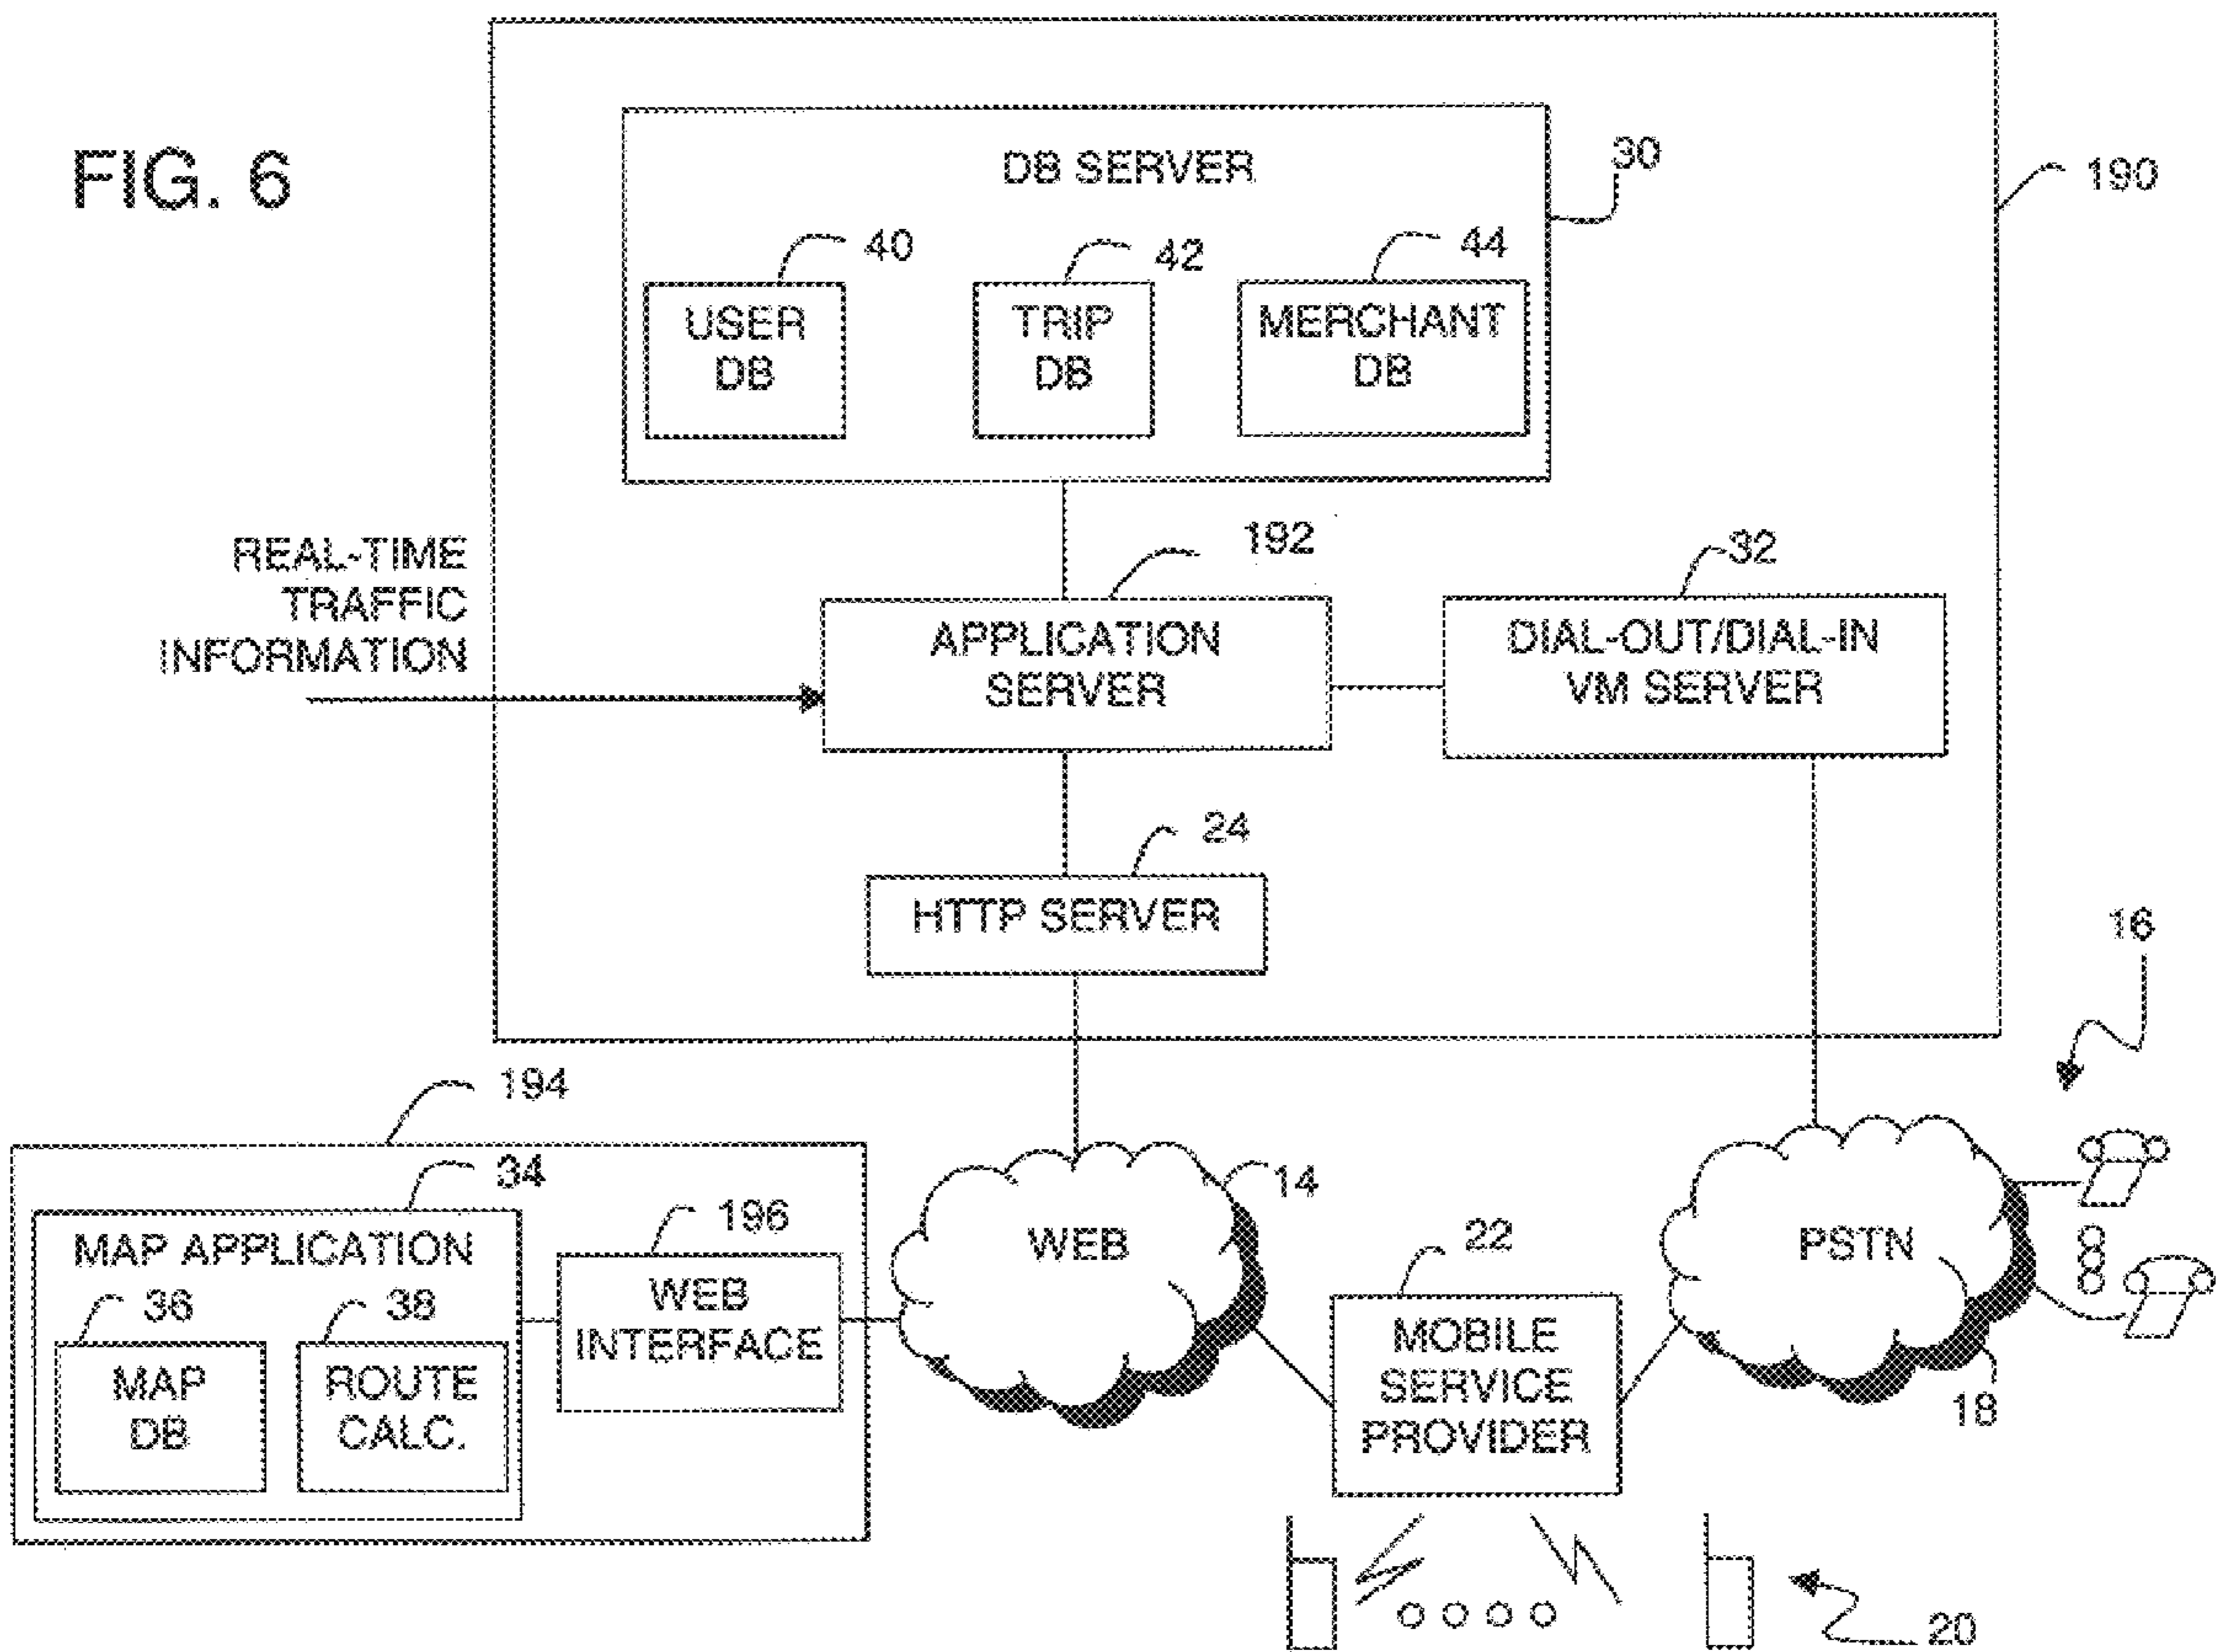 FIG. 6
DB SERVER
30
190
40
42
44
USER
DB
TRIP
DB
MERCHANT
DB
REAL-TIME
TRAFFIC
INFORMATION
192
32
APPLICATION
SERVER
DIAL-OUT/DIAL-IN
VM SERVER
24
HTTP SERVER
16
194
34
MAP APPLICATION
36
38
MAP
DB
ROUTE
CALC.
196
WEB
INTERFACE
14
WEB
22
MOBILE
SERVICE
PROVIDER
PSTN
18
20